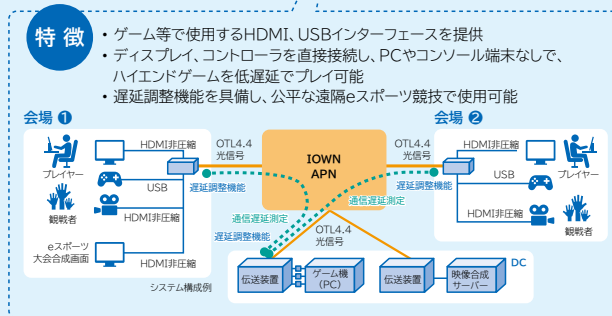 特徴
・ゲーム等で使用するHDMI、USBインターフェースを提供
・ディスプレイ、コントローラを直接接続し、PCやコンソール端末なしで、
ハイエンドゲームを低遅延でプレイ可能
・遅延調整機能を具備し、公平な遠隔eスポーツ競技で使用可能
会場 ❶
プレイヤー
観戦者
eスポーツ
大会合成画面
HDMI非圧縮
USB
HDMI非圧縮
HDMI非圧縮
遅延調整機能
OTL4.4
光信号
IOWN
APN
OTL4.4
光信号
会場 ❷
HDMI非圧縮
USB
HDMI非圧縮
プレイヤー
観戦者
遅延調整機能
通信遅延測定
通信遅延測定
遅延調整機能
OTL4.4
光信号
システム構成例
DC
伝送装置
ゲーム機
(PC)
伝送装置
映像合成
サーバー